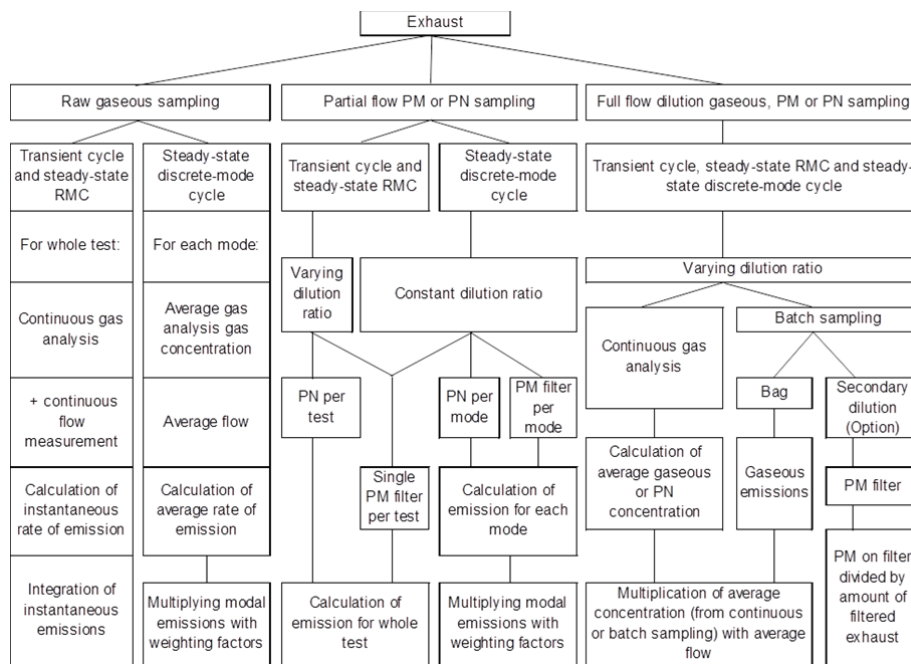 Exhaust
Raw gaseous sampling
Partial flow PM or PN sampling
Full flow dilution gaseous, PM or PN sampling
Transient cycle
and steady-state
RMC
Steady-state
discrete-mode
cycle
Transient cycle and
steady-state RMC
Steady-state
discrete-mode
cycle
Transient cycle, steady-state RMC and steady-
state discrete-mode cycle
For whole test:
For each mode:
Varying
dilution
ratio
Constant dilution ratio
Varying dilution ratio
Continuous gas
analysis
Average gas
analysis gas
concentration
Continuous gas
analysis
Batch sampling
+ continuous
flow
measurement
Average flow
PN per
test
PN per
mode
PM filter
per
mode
Bag
Secondary
dilution
(Option)
Calculation of
instantaneous
rate of emission
Calculation of
average rate of
emission
Single
PM filter
per test
Calculation of
emission for each
mode
Calculation of
average gaseous
or PN
concentration
Gaseous
emissions
PM filter
Integration of
instantaneous
emissions
Multiplying modal
emissions with
weighting factors
Calculation of
emission for whole
test
Multiplying modal
emissions with
weighting factors
Multiplication of average
concentration (from continuous
or batch sampling) with average
flow
PM on filter
divided by
amount of
filtered
exhaust